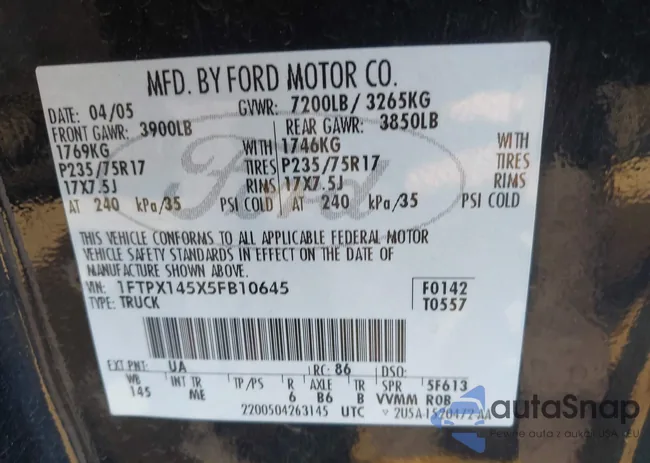 MFD. BY FORD MOTOR CO.
DATE: 04/05 GVWR: 7200LB/ 3265KG
FRONT GAWR: 3900LB REAR GAWR: 3850LB
1769KG WITH 1746KG WITH
P235/75R17 TIRES P235/75R17 TIRES
17X7.5J RIMS 17X7.5J RIMS
AT 240 kPa/35 PSI COLD AT 240 kPa/35 PSI COLD
Ford
THIS VEHICLE CONFORMS TO ALL APPLICABLE FEDERAL MOTOR
VEHICLE SAFETY STANDARDS IN EFFECT ON THE DATE OF
MANUFACTURE SHOWN ABOVE.
VIN: 1FTPX145X5FB10645 F0142
TYPE: TRUCK T0557
EXT PNT: UA RC: 86 DSO:
WB INT TR TP/PS R AXLE TR SPR 5F613
145 ME 6 B6 B VVMM ROB
2200504263145 UTC 2U5A-1520472-AA
autaSnap